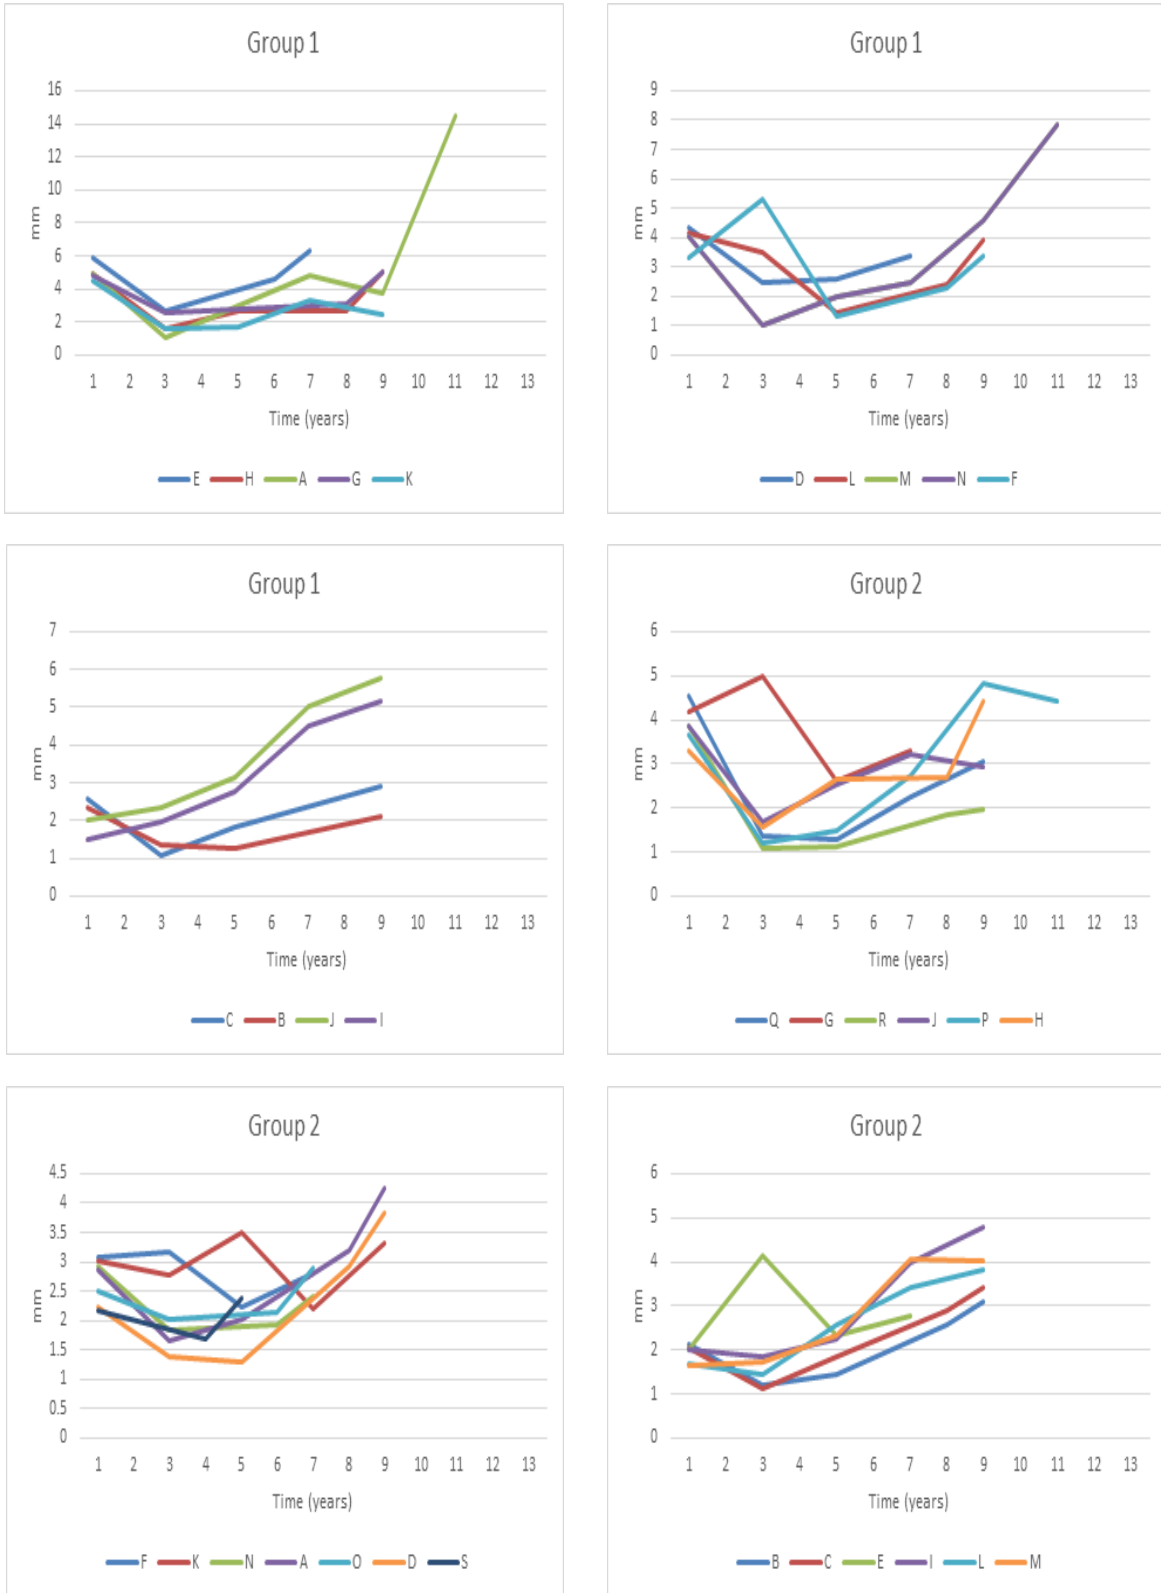 Group 1
16
14
12
10
8
6
4
2
0
mm
1 2 3 4 5 6 7 8 9 10 11 12 13
Time (years)
E H A G K
Group 1
9
8
7
6
5
4
3
2
1
0
mm
1 2 3 4 5 6 7 8 9 10 11 12 13
Time (years)
D L M N F
Group 1
7
6
5
4
3
2
1
0
mm
1 2 3 4 5 6 7 8 9 10 11 12 13
Time (years)
C B J I
Group 2
6
5
4
3
2
1
0
mm
1 2 3 4 5 6 7 8 9 10 11 12 13
Time (years)
Q G R J P H
Group 2
4.5
4
3.5
3
2.5
2
1.5
1
0.5
0
mm
1 2 3 4 5 6 7 8 9 10 11 12 13
Time (years)
F K N A O D S
Group 2
6
5
4
3
2
1
0
mm
1 2 3 4 5 6 7 8 9 10 11 12 13
Time (years)
B C E I L M